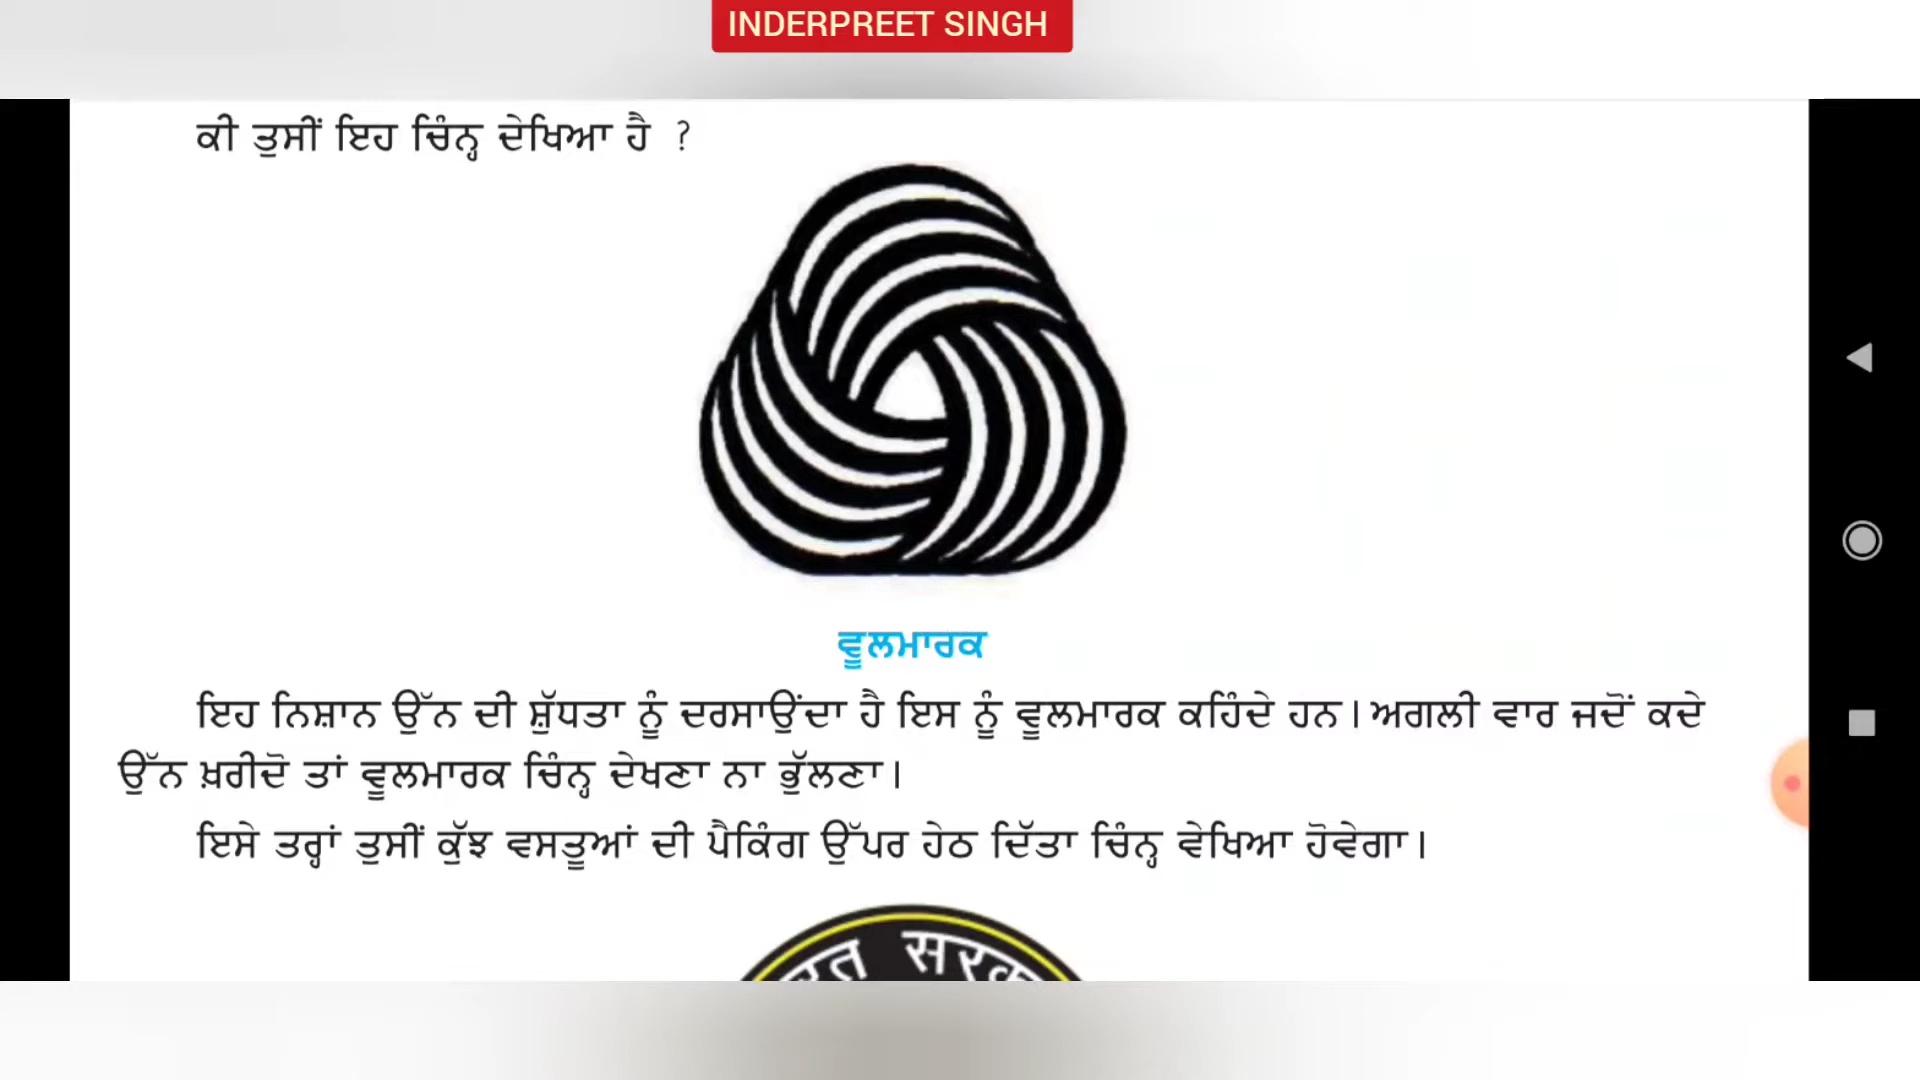 INDERPREET SINGH
ਕੀ ਤੁਸੀਂ ਇਹ ਚਿੰਨ੍ਹ ਦੇਖਿਆ ਹੈ ?
ਵੂਲਮਾਰਕ
ਇਹ ਨਿਸ਼ਾਨ ਉੱਨ ਦੀ ਸ਼ੁੱਧਤਾ ਨੂੰ ਦਰਸਾਉਂਦਾ ਹੈ ਇਸ ਨੂੰ ਵੂਲਮਾਰਕ ਕਹਿੰਦੇ ਹਨ। ਅਗਲੀ ਵਾਰ ਜਦੋਂ ਕਦੇ
ਉੱਨ ਖ਼ਰੀਦੋ ਤਾਂ ਵੂਲਮਾਰਕ ਚਿੰਨ੍ਹ ਦੇਖਣਾ ਨਾ ਭੁੱਲਣਾ।
ਇਸੇ ਤਰ੍ਹਾਂ ਤੁਸੀਂ ਕੁੱਝ ਵਸਤੂਆਂ ਦੀ ਪੈਕਿੰਗ ਉੱਪਰ ਹੇਠ ਦਿੱਤਾ ਚਿੰਨ੍ਹ ਵੇਖਿਆ ਹੋਵੇਗਾ।